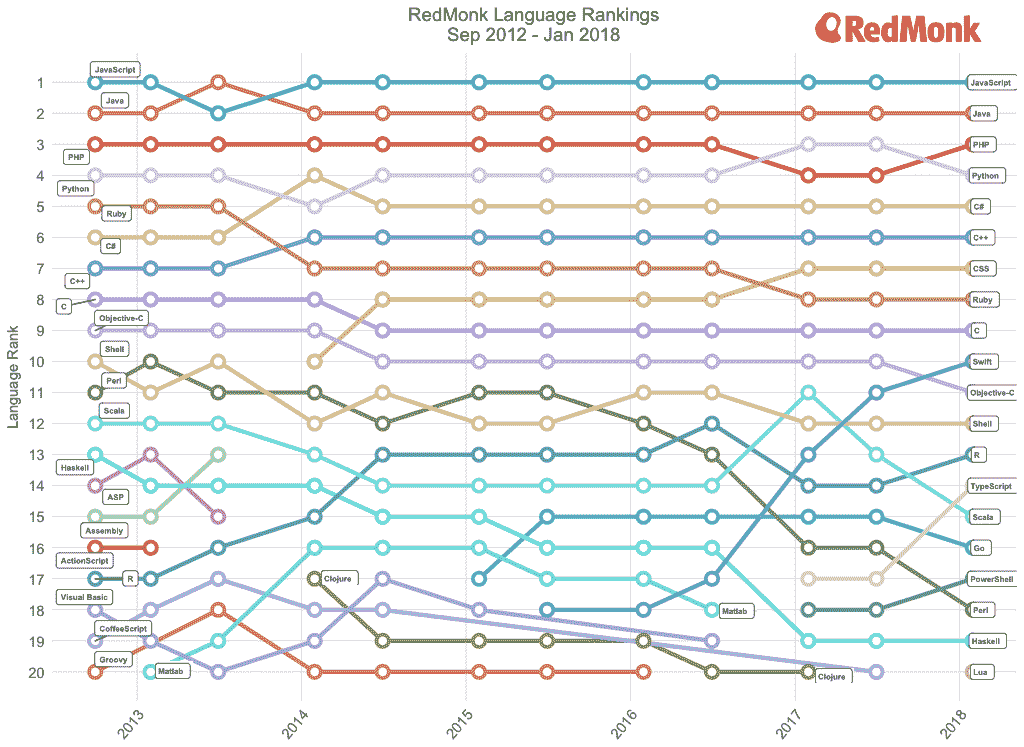 RedMonk Language Rankings
Sep 2012 - Jan 2018
RedMonk
Language Rank
1
2
3
4
5
6
7
8
9
10
11
12
13
14
15
16
17
18
19
20
JavaScript
Java
PHP
Python
Ruby
C#
C++
C
Objective-C
Shell
Perl
Scala
Haskell
ASP
Assembly
ActionScript
R
Visual Basic
CoffeeScript
Groovy
Matlab
Clojure
Matlab
Clojure
JavaScript
Java
PHP
Python
C#
C++
CSS
Ruby
C
Swift
Objective-C
Shell
R
TypeScript
Scala
Go
PowerShell
Perl
Haskell
Lua
2013
2014
2015
2016
2017
2018